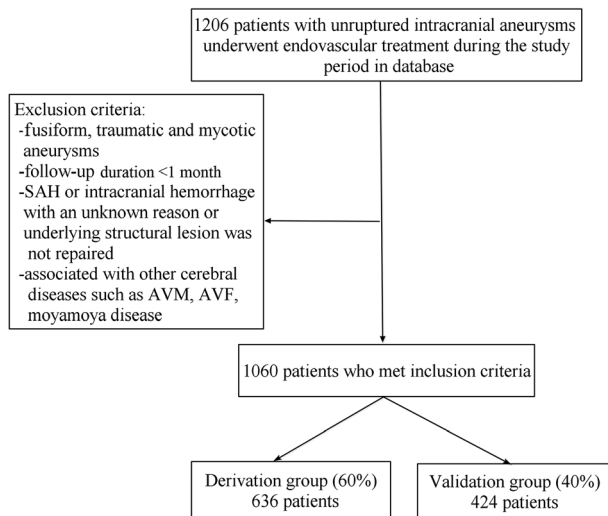 1206 patients with unruptured intracranial aneurysms
underwent endovascular treatment during the study
period in database
Exclusion criteria:
-fusiform, traumatic and mycotic
aneurysms
-follow-up duration <1 month
-SAH or intracranial hemorrhage
with an unknown reason or
underlying structural lesion was
not repaired
-associated with other cerebral
diseases such as AVM, AVF,
moyamoya disease
1060 patients who met inclusion criteria
Derivation group (60%)
636 patients
Validation group (40%)
424 patients